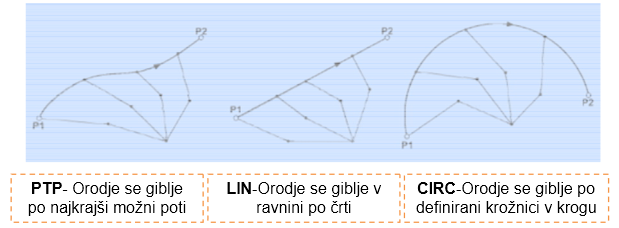 P1
P2
P1
P2
P1
P2
PTP- Orodje se giblje
po najkrajši možni poti
LIN-Orodje se giblje v
ravnini po črti
CIRC-Orodje se giblje po
definirani krožnici v krogu